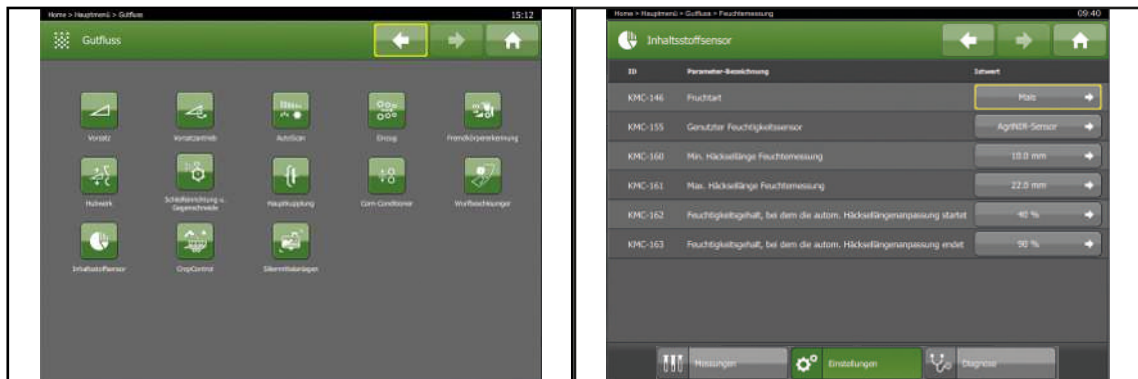 Home > Hauptmenü > Gutfluss
15:12
Gutfluss
Vorsatz
Vorsatzantrieb
AutoScan
Einzug
Fremdkörpererkennung
Hubwerk
Schleifeinrichtung u.
Gegenschneide
Hauptkupplung
Corn-Conditioner
Wurfbeschleuniger
Inhaltsstoffsensor
CropControl
Siliermittelanlagen
Home > Hauptmenü > Gutfluss > Feuchtemessung
09:40
Inhaltsstoffsensor
ID Parameter-Bezeichnung Istwert
KMC-146 Fruchtart Mais
KMC-155 Genutzter Feuchtigkeitssensor AgriNIR-Sensor
KMC-160 Min. Häcksellänge Feuchtemessung 10.0 mm
KMC-161 Max. Häcksellänge Feuchtemessung 22.0 mm
KMC-162 Feuchtigkeitsgehalt, bei dem die autom. Häcksellängenanpassung startet 40 %
KMC-163 Feuchtigkeitsgehalt, bei dem die autom. Häcksellängenanpassung endet 90 %
Messungen
Einstellungen
Diagnose